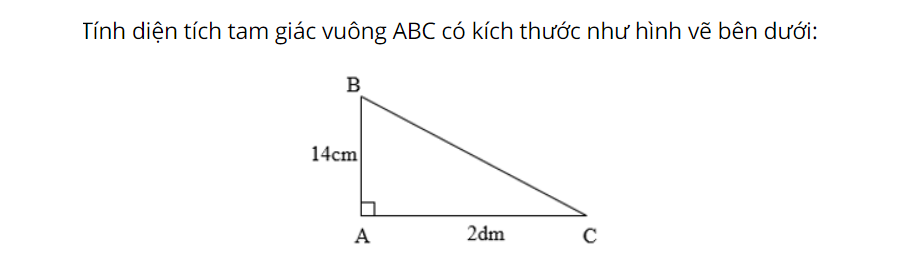 Tính diện tích tam giác vuông ABC có kích thước như hình vẽ bên dưới:
B
14cm
A
2dm
C